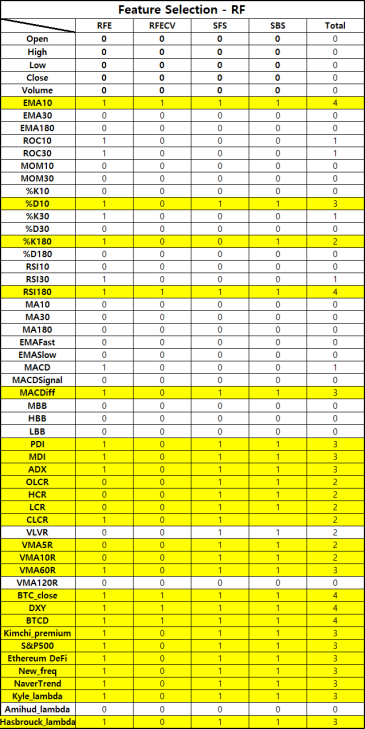 Feature Selection - RF
RFE RFECV SFS SBS Total
Open 0 0 0 0 0
High 0 0 0 0 0
Low 0 0 0 0 0
Close 0 0 0 0 0
Volume 0 0 0 0 0
EMA10 1 1 1 1 4
EMA30 0 0 0 0 0
EMA180 0 0 0 0 0
ROC10 1 0 0 0 1
ROC30 1 0 0 0 1
MOM10 0 0 0 0 0
MOM30 0 0 0 0 0
%K10 0 0 0 0 0
%D10 1 0 1 1 3
%K30 1 0 0 0 1
%D30 0 0 0 0 0
%K180 1 0 0 1 2
%D180 0 0 0 0 0
RSI10 0 0 0 0 0
RSI30 1 0 0 0 1
RSI180 1 1 1 1 4
MA10 0 0 0 0 0
MA30 0 0 0 0 0
MA180 0 0 0 0 0
EMAFast 0 0 0 0 0
EMASlow 0 0 0 0 0
MACD 1 0 0 0 1
MACDSignal 0 0 0 0 0
MACDiff 1 0 1 1 3
MBB 0 0 0 0 0
HBB 0 0 0 0 0
LBB 0 0 0 0 0
PDI 1 0 1 1 3
MDI 1 0 1 1 3
ADX 1 0 1 1 3
OLCR 0 0 1 1 2
HCR 0 0 1 1 2
LCR 0 0 1 1 2
CLCR 1 0 1 2
VLVR 0 0 1 1 2
VMA5R 0 0 1 1 2
VMA10R 0 0 1 1 2
VMA60R 1 0 1 1 3
VMA120R 0 0 0 0 0
BTC_close 1 1 1 1 4
DXY 1 1 1 1 4
BTCD 1 1 1 1 4
Kimchi_premium 1 0 1 1 3
S&P500 1 0 1 1 3
Ethereum DeFi 1 0 1 1 3
New_freq 1 0 1 1 3
NaverTrend 1 0 1 1 3
Kyle_lambda 1 0 1 1 3
Amihud_lambda 0 0 0 0 0
Hasbrouck_lambda 1 0 1 1 3